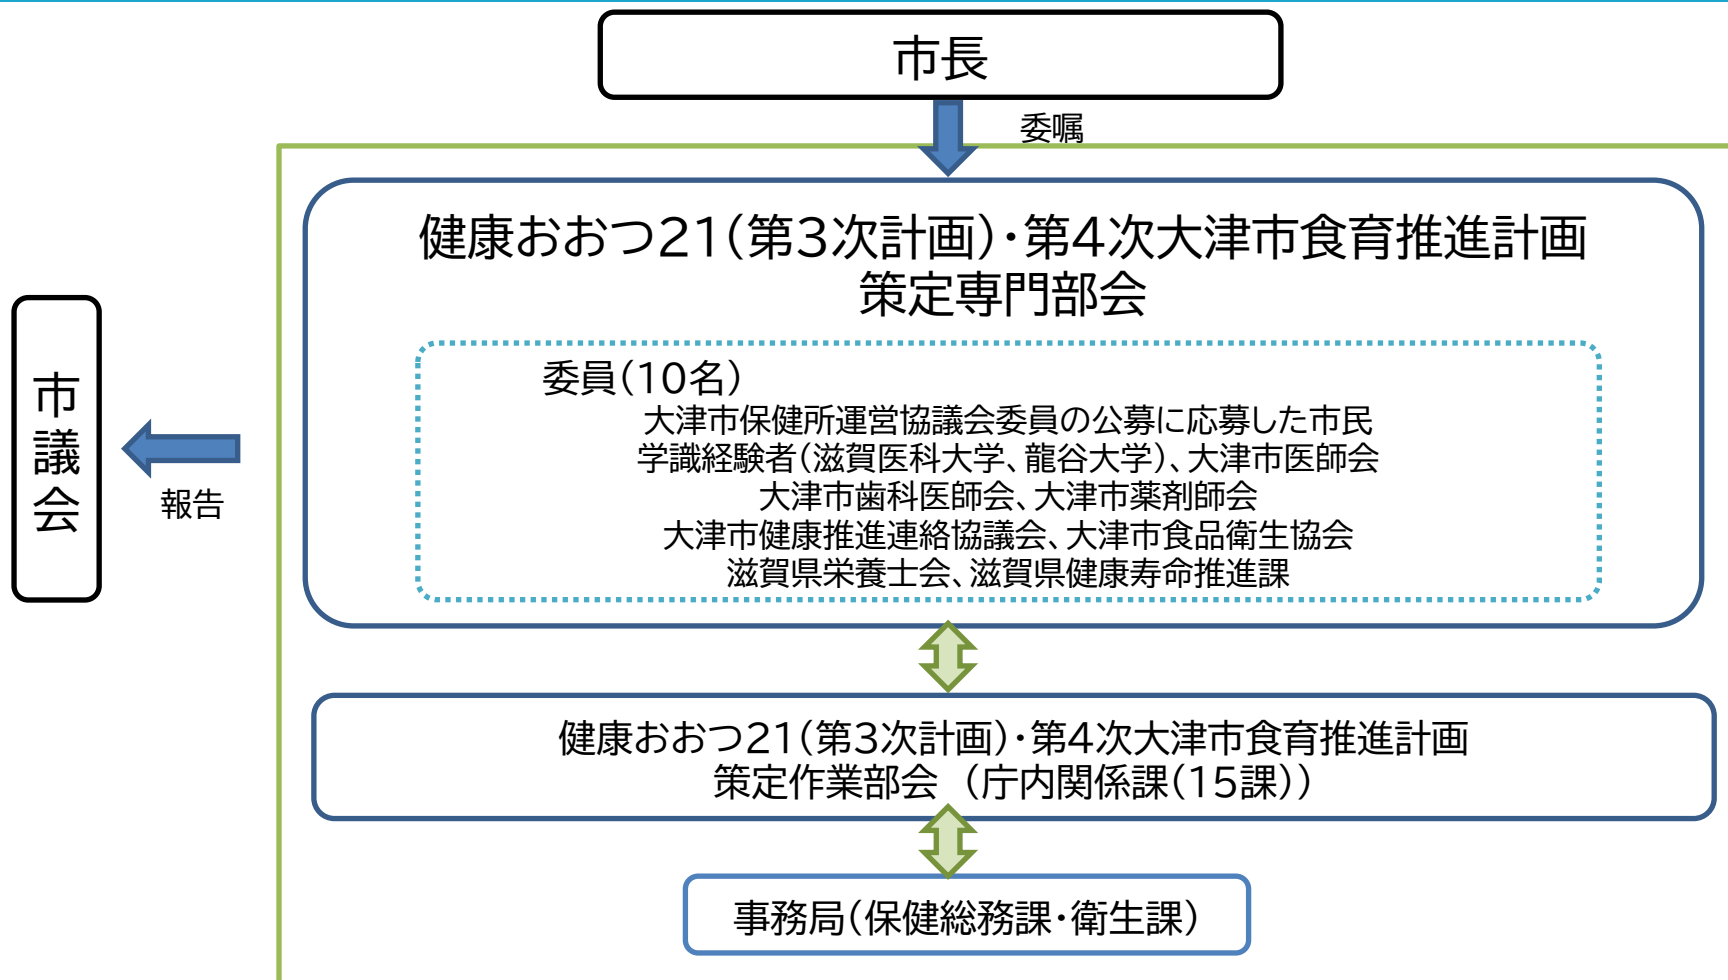 市長
委嘱
健康おおつ21(第3次計画)・第4次大津市食育推進計画
策定専門部会
委員(10名)
大津市保健所運営協議会委員の公募に応募した市民
学識経験者(滋賀医科大学、龍谷大学)、大津市医師会
大津市歯科医師会、大津市薬剤師会
大津市健康推進連絡協議会、大津市食品衛生協会
滋賀県栄養士会、滋賀県健康寿命推進課
市議会
報告
健康おおつ21(第3次計画)・第4次大津市食育推進計画
策定作業部会 (庁内関係課(15課))
事務局(保健総務課・衛生課)